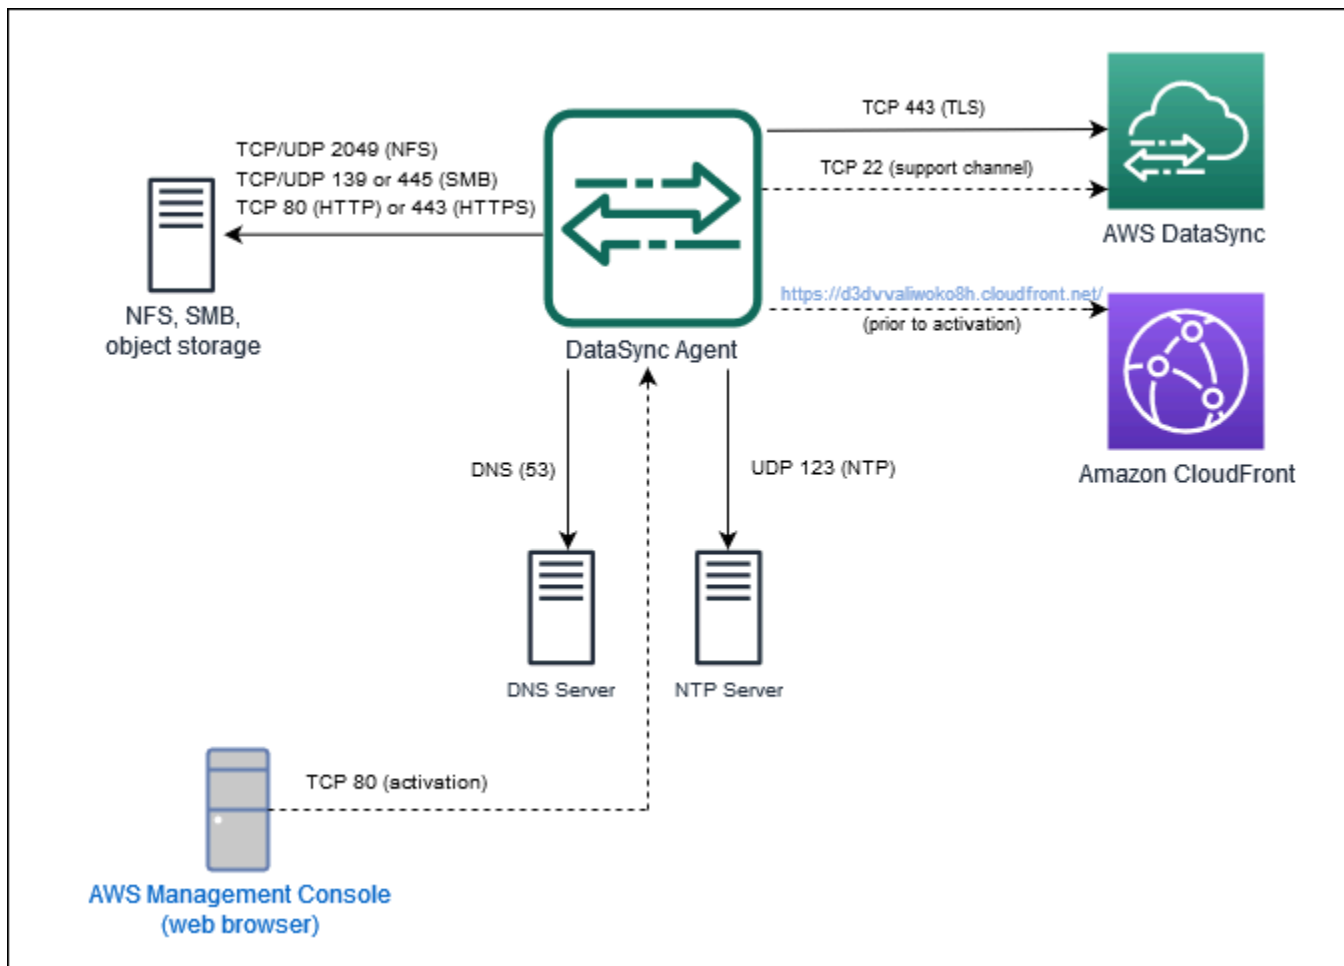 TCP 443 (TLS)
TCP/UDP 2049 (NFS)
TCP/UDP 139 or 445 (SMB)
TCP 80 (HTTP) or 443 (HTTPS)
TCP 22 (support channel)
AWS DataSync
https://d3dvvaliwoko8h.cloudfront.net/
(prior to activation)
NFS, SMB,
object storage
DataSync Agent
Amazon CloudFront
DNS (53)
UDP 123 (NTP)
DNS Server
NTP Server
TCP 80 (activation)
AWS Management Console
(web browser)